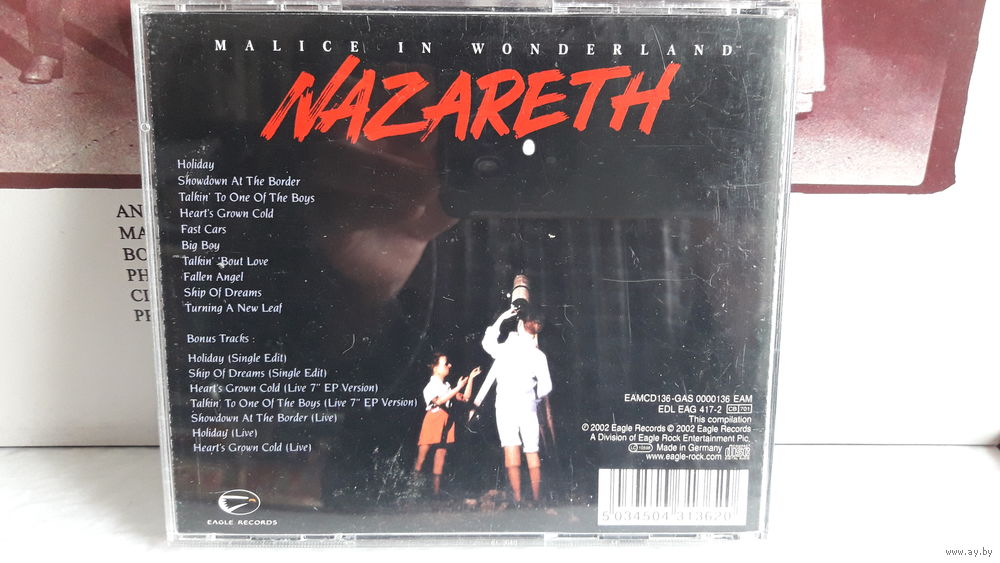 MALICE IN WONDERLAND
NAZARETH
Holiday
Showdown At The Border
Talkin' To One Of The Boys
Heart's Grown Cold
Fast Cars
Big Boy
Talkin' 'Bout Love
Fallen Angel
Ship Of Dreams
Turning A New Leaf
Bonus Tracks :
Holiday (Single Edit)
Ship Of Dreams (Single Edit)
Heart's Grown Cold (Live 7" EP Version)
Talkin' To One Of The Boys (Live 7" EP Version)
Showdown At The Border (Live)
Holiday (Live)
Heart's Grown Cold (Live)
EAGLE RECORDS
EAMCD136-GAS 0000136 EAM
EDL EAG 417-2 CB 701
This compilation
℗ 2002 Eagle Records © 2002 Eagle Records
A Division of Eagle Rock Entertainment Plc,
Made in Germany
www.eagle-rock.com
5 034504 313620
AN
MA
BO
PH
CI
PH
www.ay.by